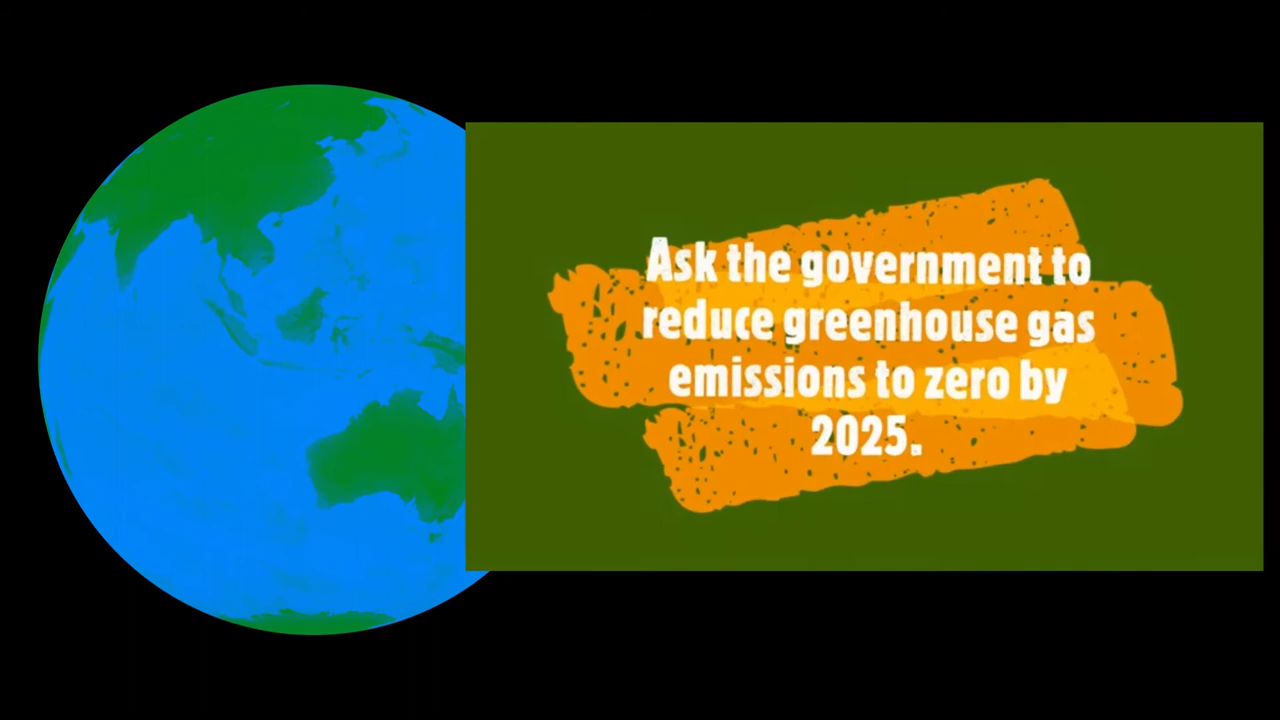 Ask the government to
reduce greenhouse gas
emissions to zero by
2025.